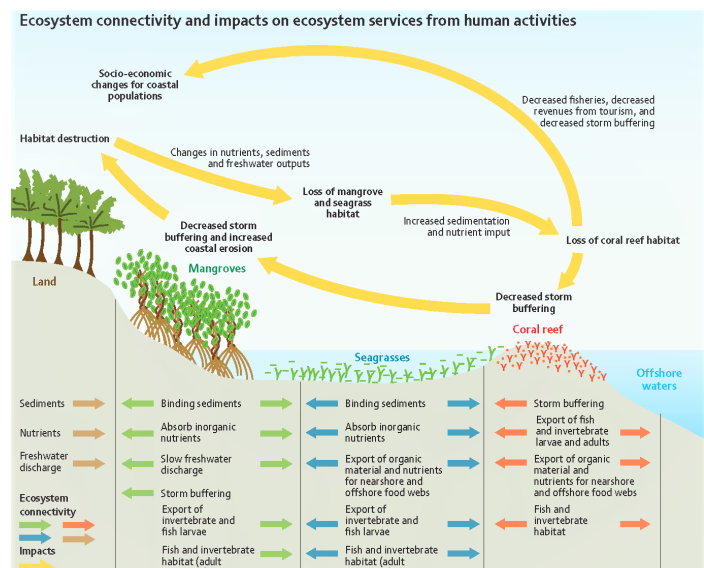 Ecosystem connectivity and impacts on ecosystem services from human activities
Socio-economic
changes for coastal
populations
Decreased fisheries, decreased
revenues from tourism, and
decreased storm buffering
Habitat destruction
Changes in nutrients, sediments
and freshwater outputs
Loss of mangrove
and seagrass
habitat
Increased sedimentation
and nutrient imput
Loss of coral reef habitat
Decreased storm
buffering and increased
coastal erosion
Mangroves
Land
Decreased storm
buffering
Coral reef
Seagrasses
Offshore
waters
Sediments
Binding sediments
Binding sediments
Storm buffering
Nutrients
Absorb inorganic
nutrients
Absorb inorganic
nutrients
Export of fish
and invertebrate
larvae and adults
Freshwater
discharge
Slow freshwater
discharge
Export of organic
material and nutrients
for nearshore and
offshore food webs
Export of organic
material and
nutrients for nearshore
and offshore food webs
Storm buffering
Ecosystem
connectivity
Export of
invertebrate and
fish larvae
Export of
invertebrate and
fish larvae
Fish and
invertebrate
habitat
Impacts
Fish and invertebrate
habitat (adult
Fish and invertebrate
habitat (adult